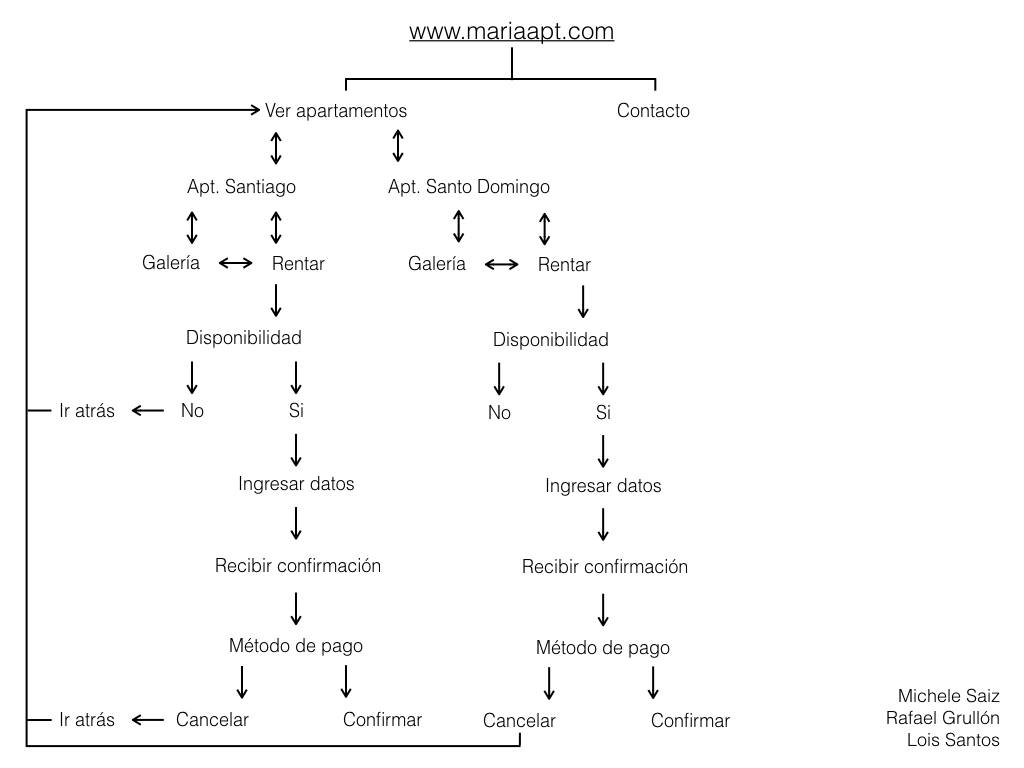 www.mariaapt.com
Ver apartamentos
Contacto
Apt. Santiago
Apt. Santo Domingo
Galería
Rentar
Galería
Rentar
Disponibilidad
Disponibilidad
Ir atrás
No
Si
No
Si
Ingresar datos
Ingresar datos
Recibir confirmación
Recibir confirmación
Método de pago
Método de pago
Ir atrás
Cancelar
Confirmar
Cancelar
Confirmar
Michele Saiz
Rafael Grullón
Lois Santos